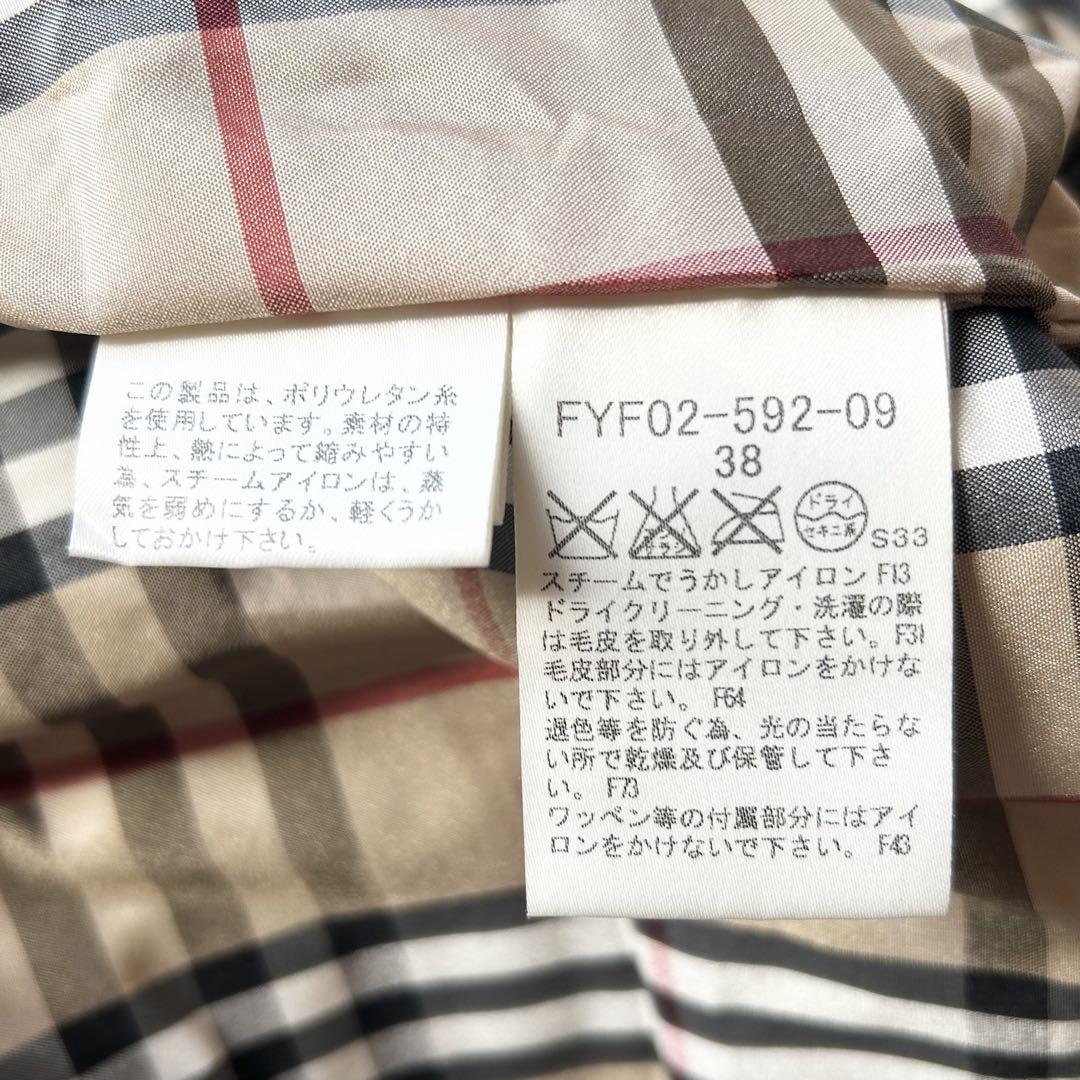 この製品は、ポリウレタン糸
を使用しています。素材の特
性上、熱によって縮みやすい
為、スチームアイロンは、蒸
気を弱めにするか、軽くうか
しておかけ下さい。
FYF02-592-09
38
エンソ
サラシ
ドライ
セキユ系
S33
スチームでうかしアイロン F13
ドライクリーニング・洗濯の際
は毛皮を取り外して下さい。F31
毛皮部分にはアイロンをかけな
いで下さい。 F64
退色等を防ぐ為、光の当たらな
い所で乾燥及び保管して下さ
い。 F73
ワッペン等の付属部分にはアイ
ロンをかけないで下さい。 F43